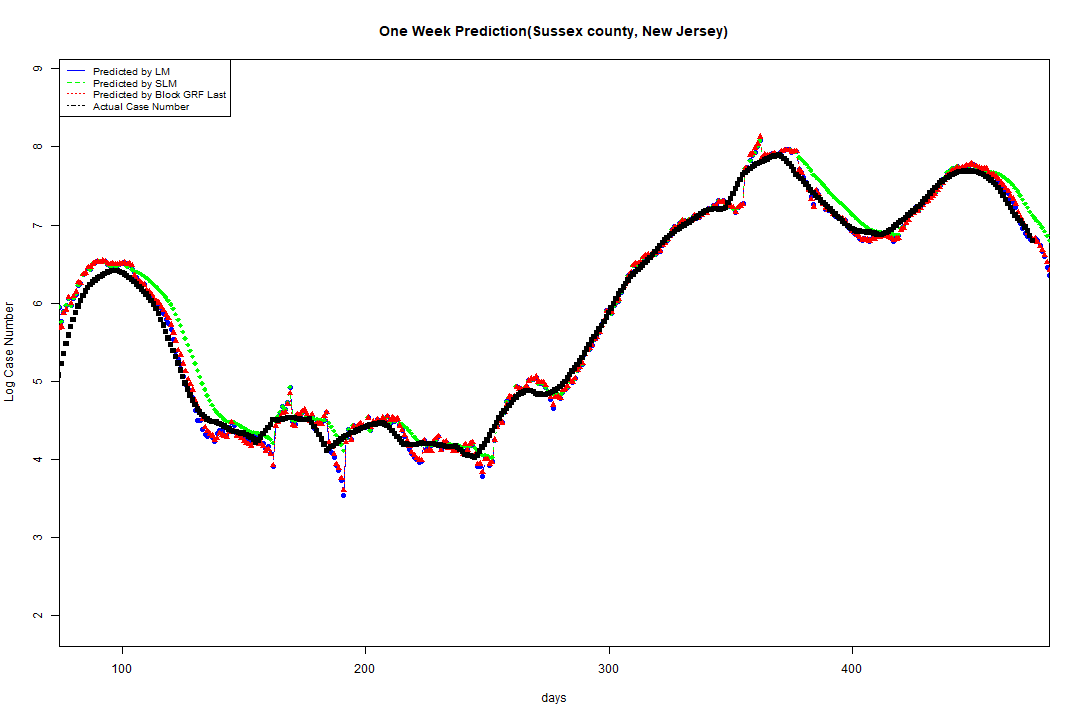 One Week Prediction(Sussex county, New Jersey)
Predicted by LM
Predicted by SLM
Predicted by Block GRF Last
Actual Case Number
Log Case Number
9
8
7
6
5
4
3
2
100 200 300 400
days